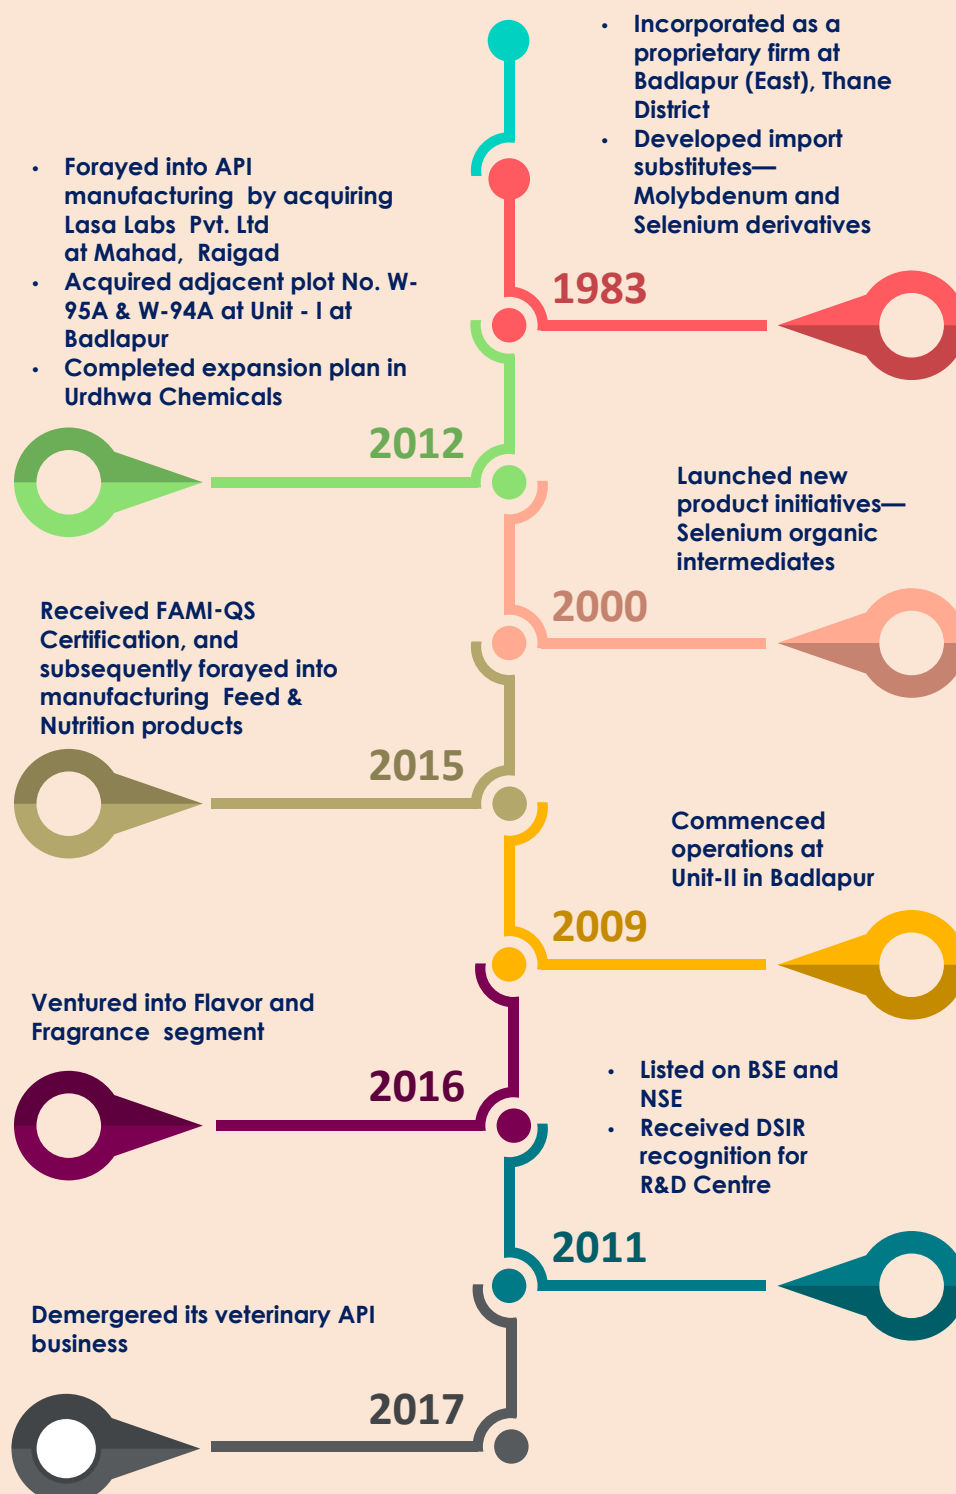 • Incorporated as a
proprietary firm at
Badlapur (East), Thane
District
• Developed import
substitutes—
Molybdenum and
Selenium derivatives
1983
• Forayed into API
manufacturing by acquiring
Lasa Labs Pvt. Ltd
at Mahad, Raigad
• Acquired adjacent plot No. W-
95A & W-94A at Unit - I at
Badlapur
• Completed expansion plan in
Urdhwa Chemicals
2012
Launched new
product initiatives—
Selenium organic
intermediates
2000
Received FAMI-QS
Certification, and
subsequently forayed into
manufacturing Feed &
Nutrition products
2015
Commenced
operations at
Unit-II in Badlapur
2009
Ventured into Flavor and
Fragrance segment
2016
• Listed on BSE and
NSE
• Received DSIR
recognition for
R&D Centre
2011
Demergered its veterinary API
business
2017